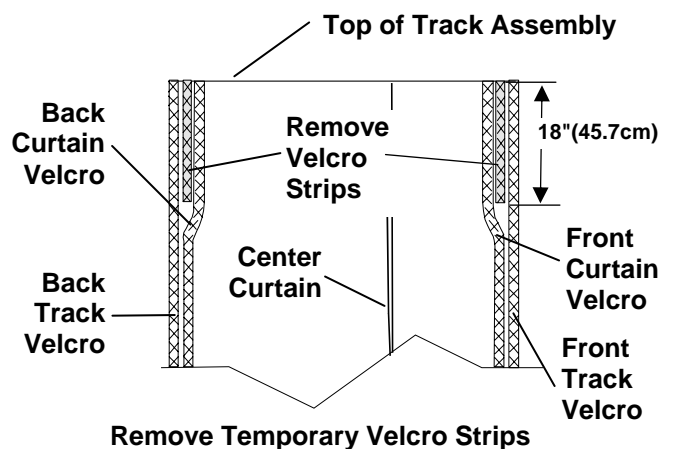 Top of Track Assembly
Back
Curtain
Velcro
Remove
Velcro
Strips
18"(45.7cm)
Back
Track
Velcro
Center
Curtain
Front
Curtain
Velcro
Front
Track
Velcro
Remove Temporary Velcro Strips